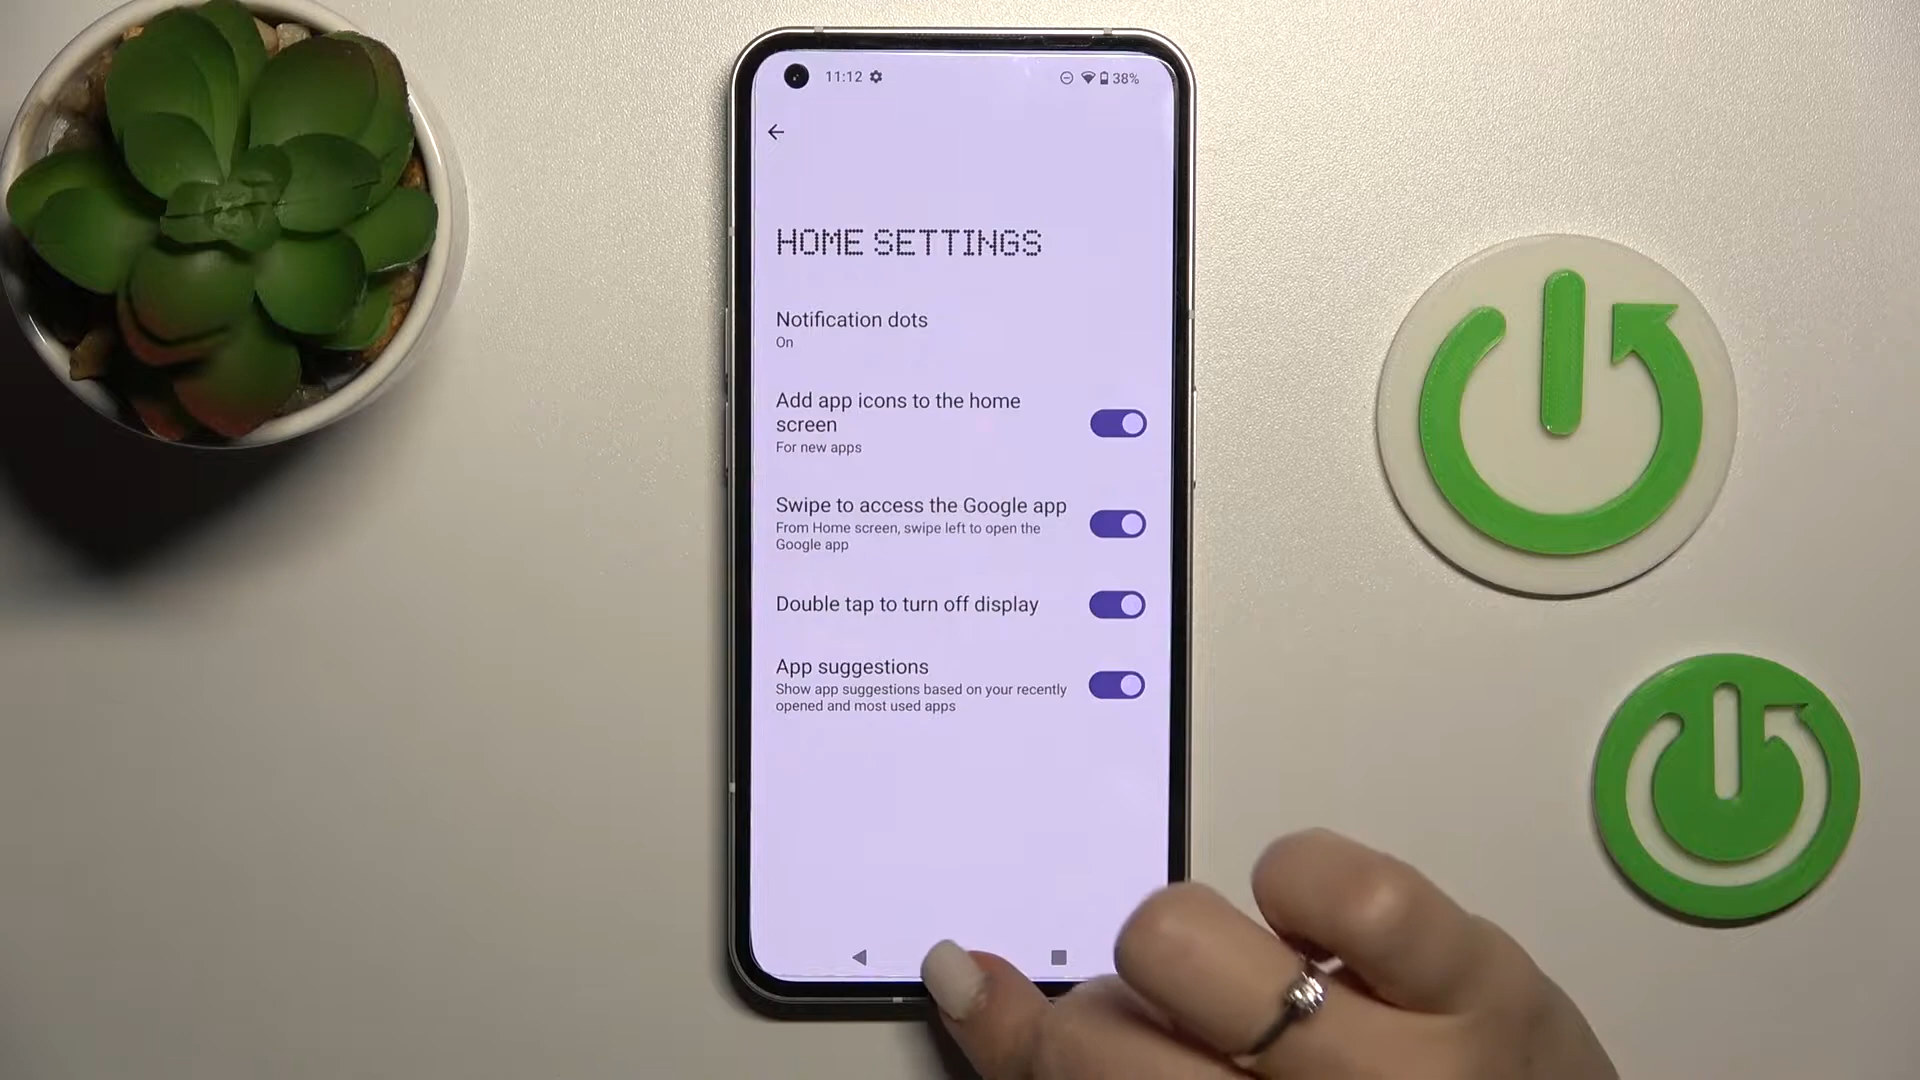 11:12
38%
HOME SETTINGS
Notification dots
On
Add app icons to the home
screen
For new apps
Swipe to access the Google app
From Home screen, swipe left to open the
Google app
Double tap to turn off display
App suggestions
Show app suggestions based on your recently
opened and most used apps